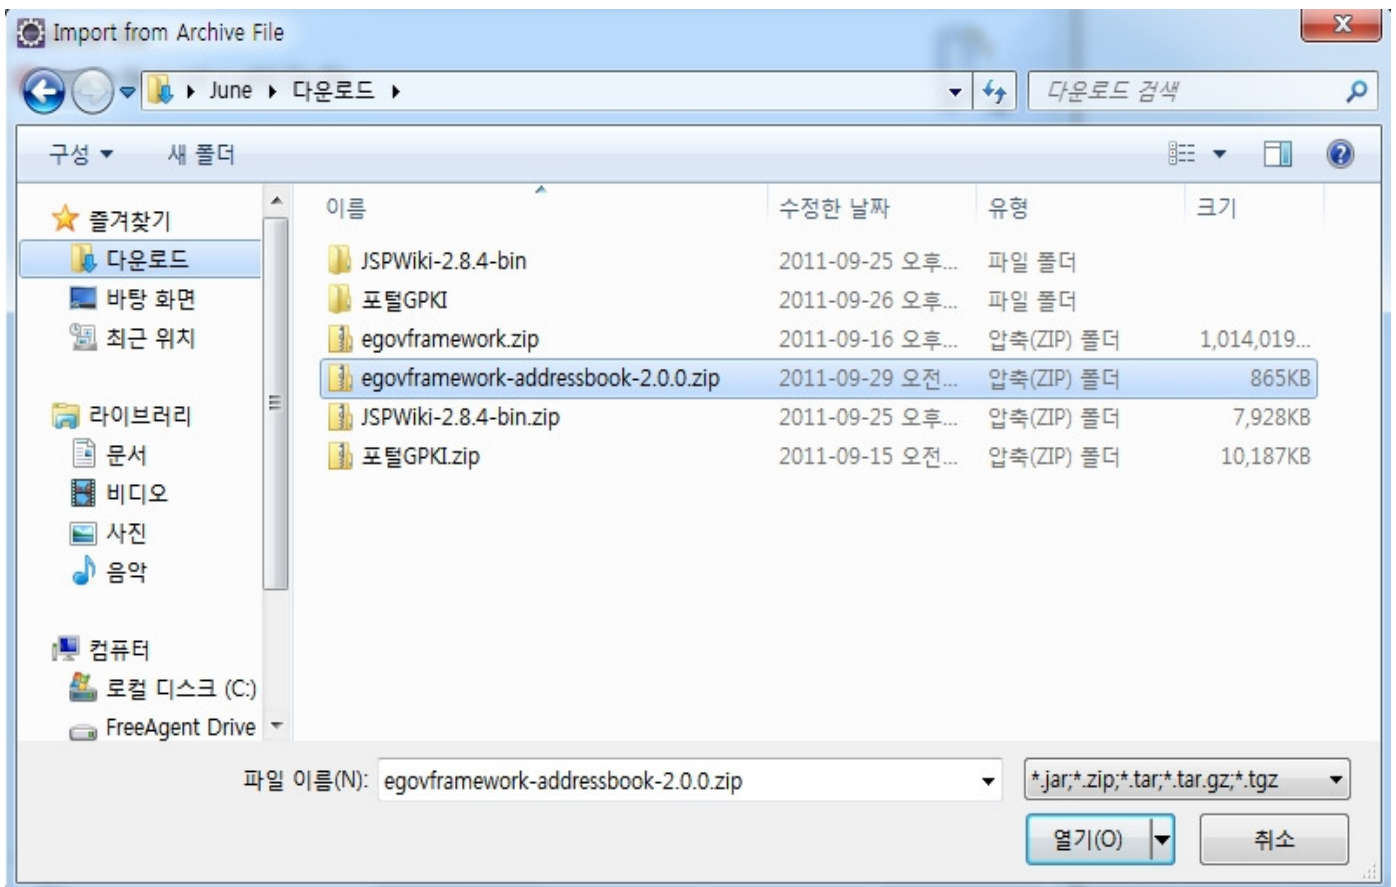 Import from Archive File
June 다운로드
다운로드 검색
구성 새 폴더
즐겨찾기
다운로드
바탕 화면
최근 위치
라이브러리
문서
비디오
사진
음악
컴퓨터
로컬 디스크 (C:)
FreeAgent Drive
이름 수정한 날짜 유형 크기
JSPWiki-2.8.4-bin 2011-09-25 오후... 파일 폴더
포털GPKI 2011-09-26 오후... 파일 폴더
egovframework.zip 2011-09-16 오후... 압축(ZIP) 폴더 1,014,019...
egovframework-addressbook-2.0.0.zip 2011-09-29 오전... 압축(ZIP) 폴더 865KB
JSPWiki-2.8.4-bin.zip 2011-09-25 오후... 압축(ZIP) 폴더 7,928KB
포털GPKI.zip 2011-09-15 오전... 압축(ZIP) 폴더 10,187KB
파일 이름(N): egovframework-addressbook-2.0.0.zip *.jar;*.zip;*.tar;*.tar.gz;*.tgz
열기(O) 취소